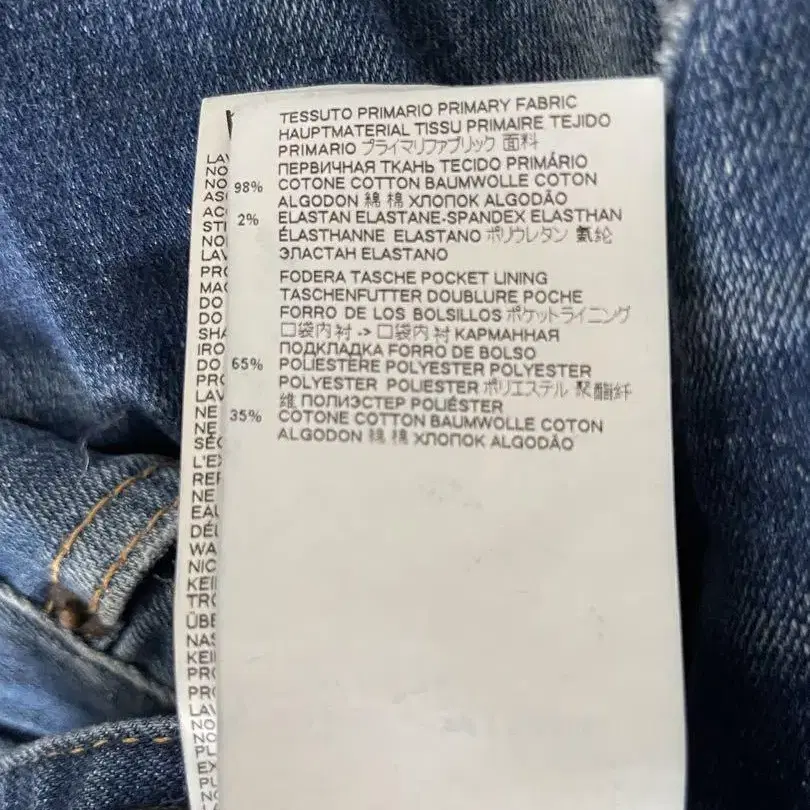 TESSUTO PRIMARIO PRIMARY FABRIC
HAUPTMATERIAL TISSU PRIMAIRE TEJIDO
PRIMARIO プライマリファブリック 面料
ПЕРВИЧНАЯ ТКАНЬ TECIDO PRIMÁRIO
98% COTONE COTTON BAUMWOLLE COTON
ALGODON 綿 棉 ХЛОПОК ALGODÃO
2% ELASTAN ELASTANE-SPANDEX ELASTHAN
ÉLASTHANNE ELASTANO ポリウレタン 氨纶
ЭЛАСТАН ELASTANO
FODERA TASCHE POCKET LINING
TASCHENFUTTER DOUBLURE POCHE
FORRO DE LOS BOLSILLOS ポケットライニング
口袋内衬 -> 口袋内衬 КАРМАННАЯ
ПОДКЛАДКА FORRO DE BOLSO
65% POLIESTERE POLYESTER POLYESTER
POLYESTER POLIESTER ポリエステル 聚酯纤
维 ПОЛИЭСТЕР POLIÉSTER
35% COTONE COTTON BAUMWOLLE COTON
ALGODON 綿 棉 ХЛОПОК ALGODÃO